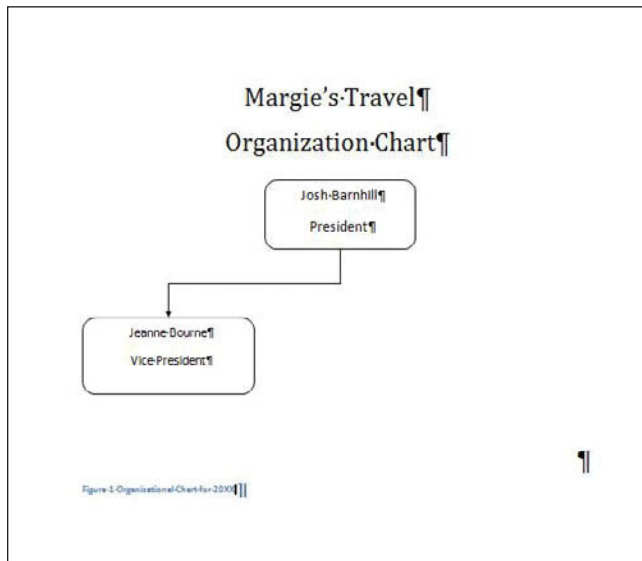 Margie's·Travel¶
Organization·Chart¶
Josh·Barnhill¶
President¶
Jeanne·Bourne¶
Vice·President¶
¶
Figure·1·Organizational·Chart·for·20XX¶